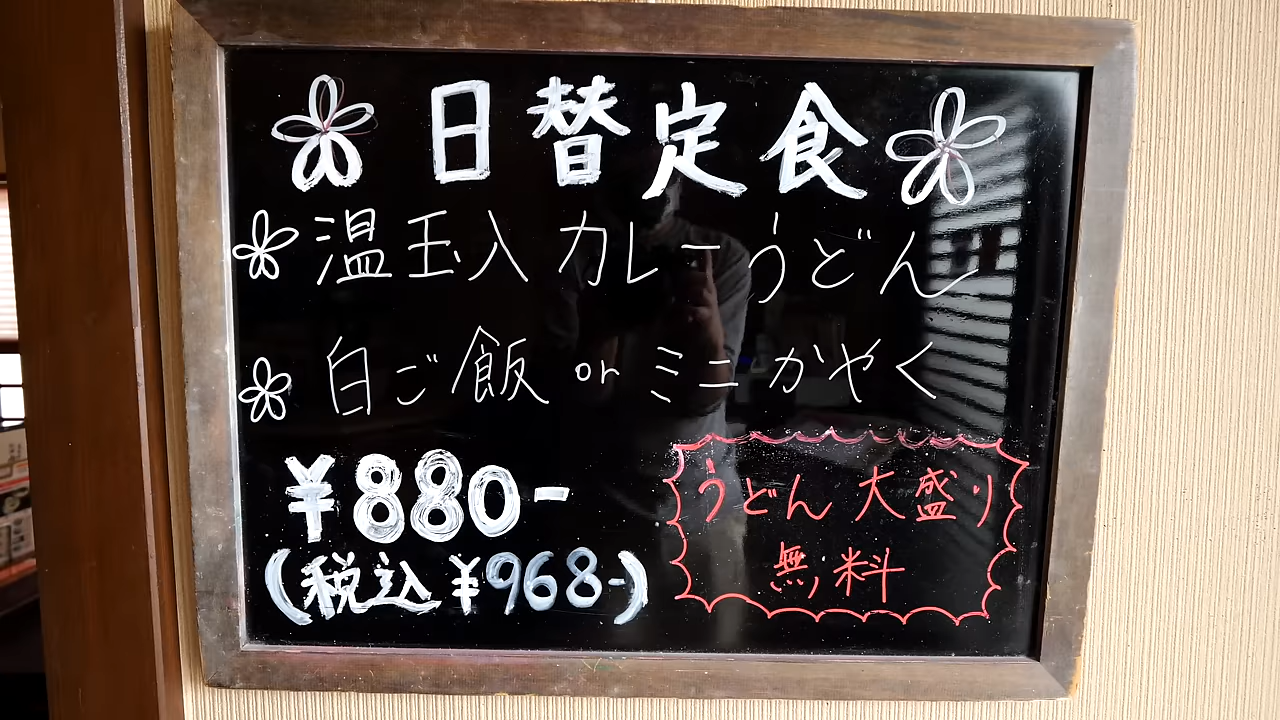 日替定食
温玉入カレーうどん
白ご飯 or ミニかやく
¥880-
(税込 ¥968-)
うどん 大盛り
無料